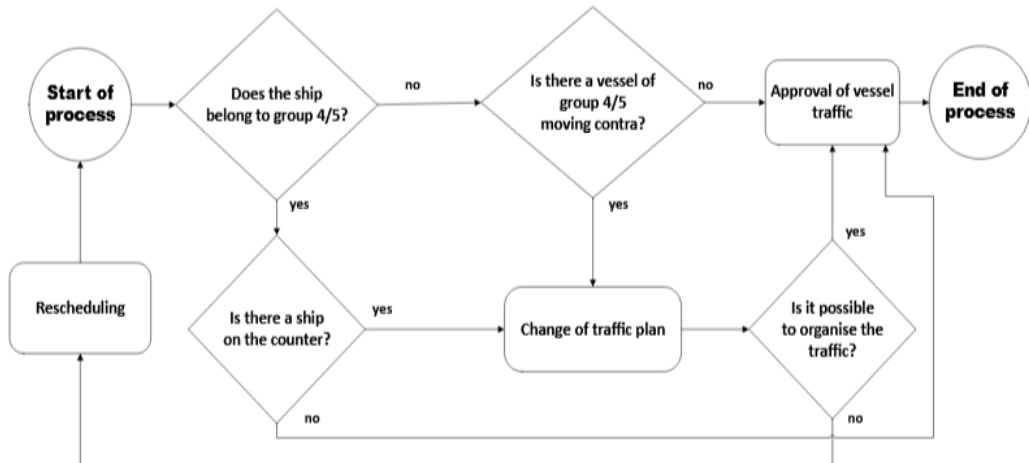 Start of
process
Does the ship
belong to group 4/5?
no
Is there a vessel of
group 4/5
moving contra?
no
Approval of vessel
traffic
End of
process
yes
yes
yes
Rescheduling
Is there a ship
on the counter?
yes
Change of traffic plan
Is it possible
to organise the
traffic?
no
no